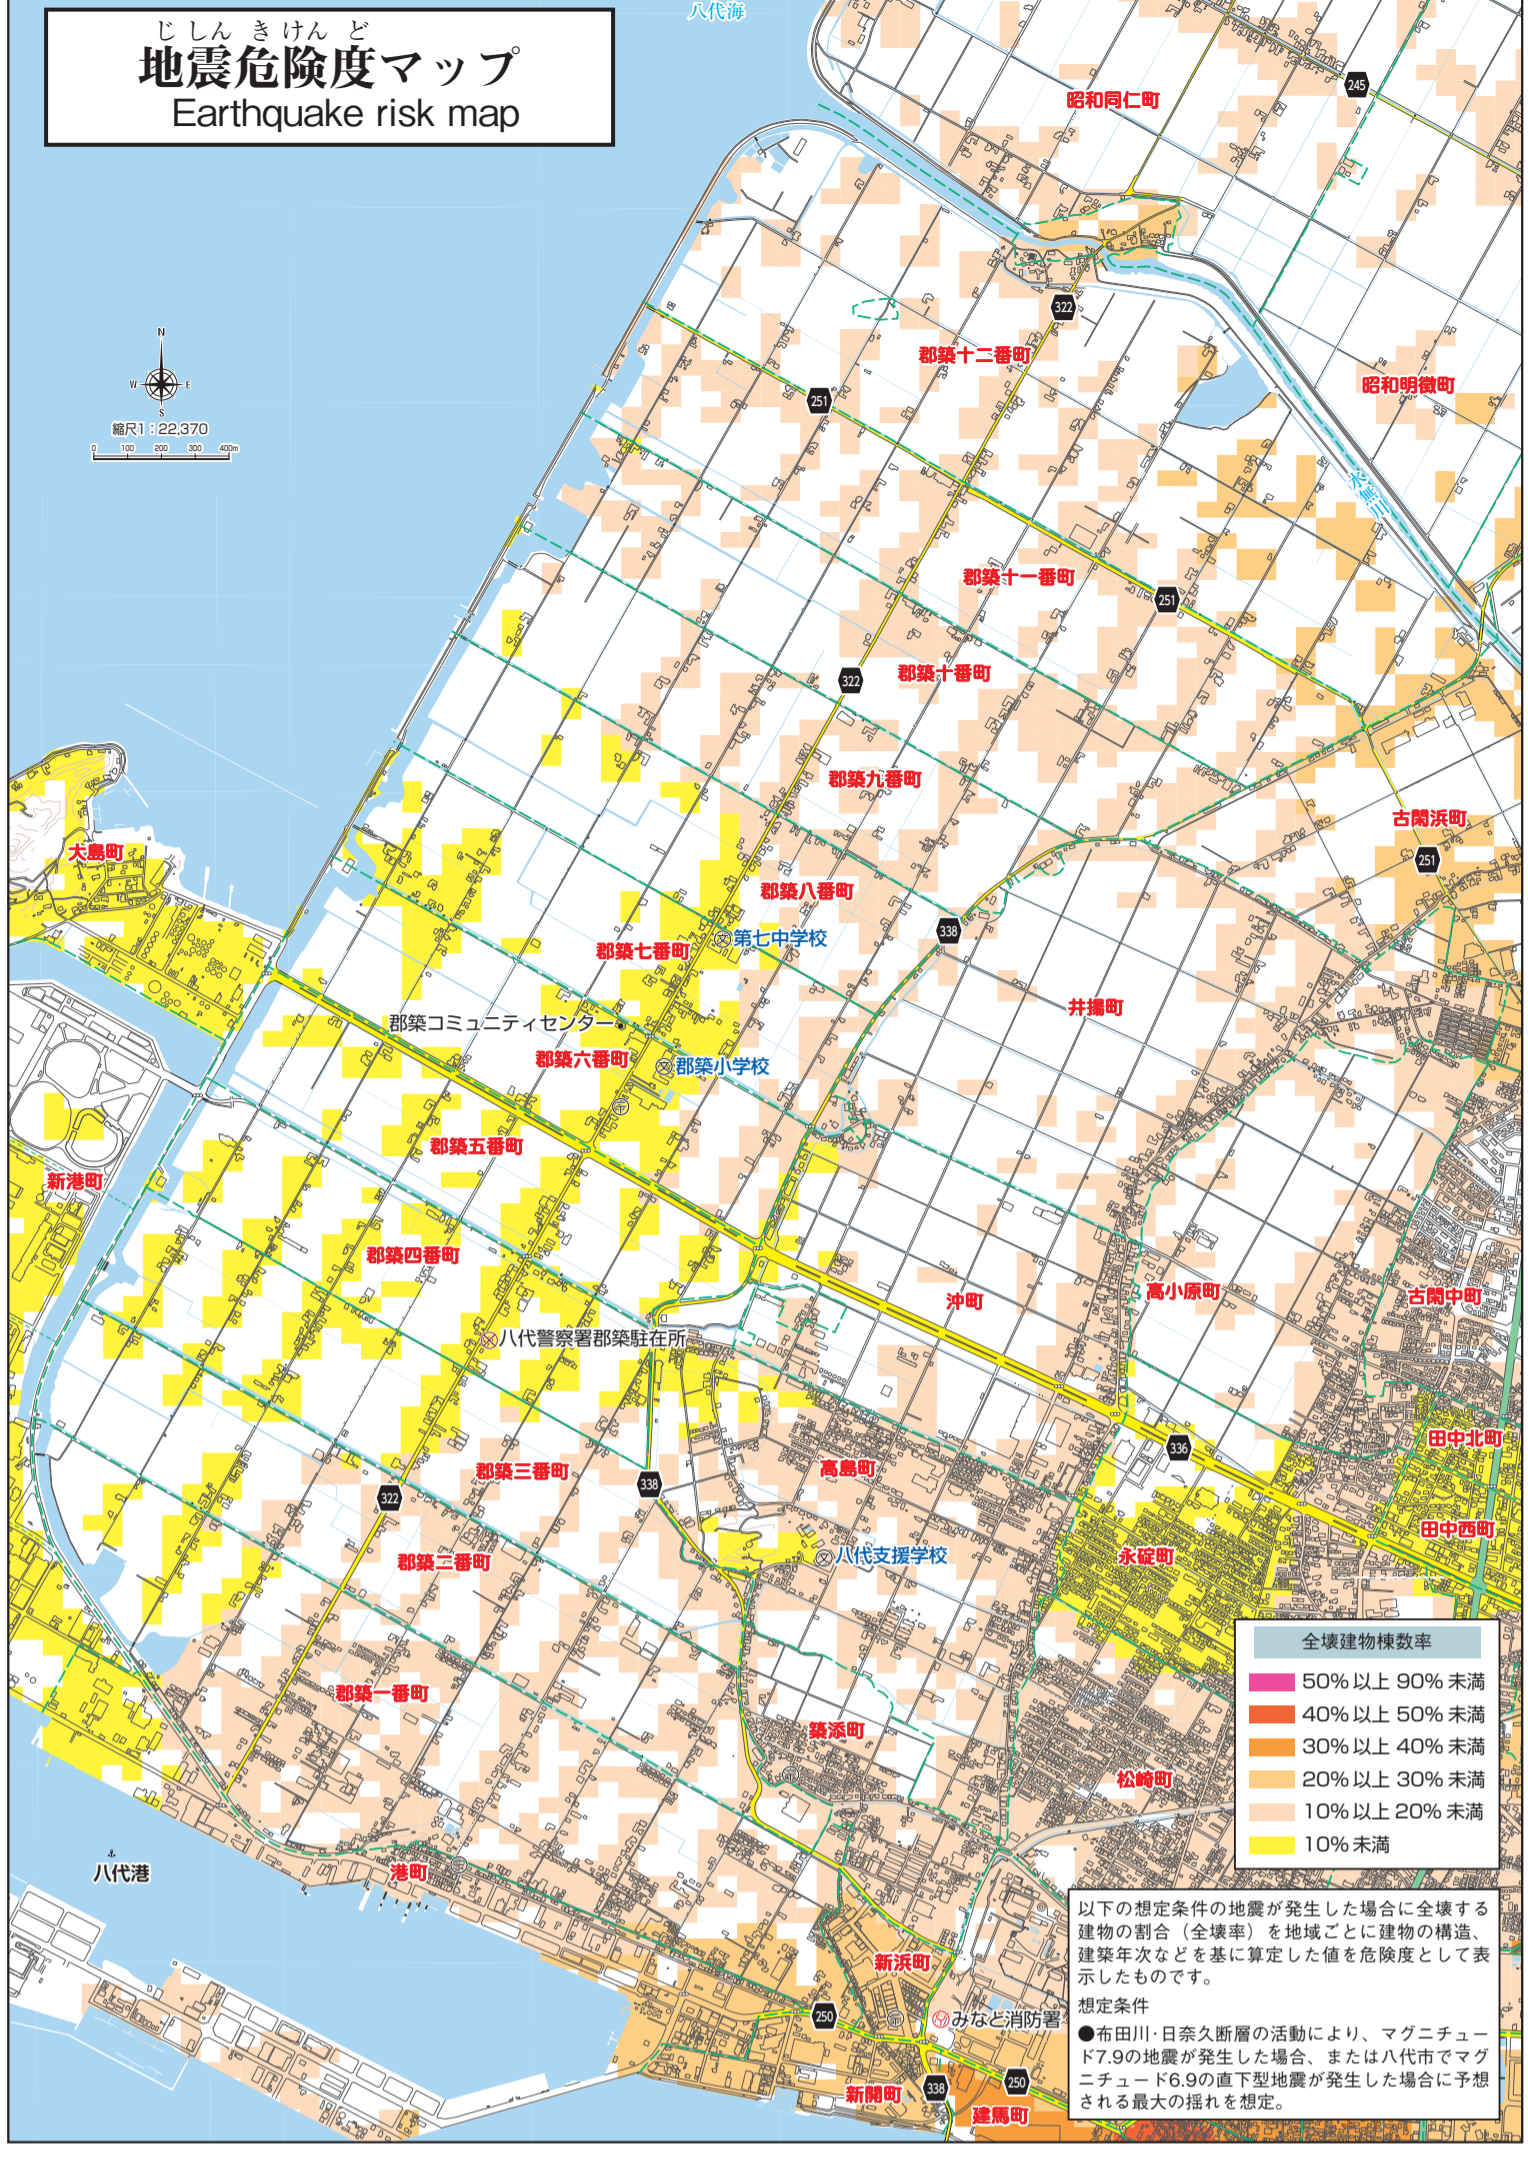 じしんきけんど
地震危険度マップ
Earthquake risk map
八代海
245
昭和同仁町
322
N
W E
S
縮尺1：22,370
0 100 200 300 400m
郡築十二番町
昭和明徴町
251
水無川
郡築十一番町
251
郡築十番町
322
郡築九番町
古閑浜町
251
大島町
郡築八番町
第七中学校
338
郡築七番町
井揚町
郡築コミュニティセンター
郡築六番町
郡築小学校
郡築五番町
新港町
郡築四番町
沖町
高小原町
古閑中町
八代警察署郡築駐在所
336
田中北町
郡築三番町
高島町
338
322
田中西町
郡築二番町
八代支援学校
永碇町
全壊建物棟数率
50%以上 90%未満
40%以上 50%未満
30%以上 40%未満
20%以上 30%未満
10%以上 20%未満
10%未満
郡築一番町
築添町
松崎町
八代港
港町
以下の想定条件の地震が発生した場合に全壊する
建物の割合（全壊率）を地域ごとに建物の構造、
建築年次などを基に算定した値を危険度として表
示したものです。
想定条件
●布田川･日奈久断層の活動により、マグニチュー
ド7.9の地震が発生した場合、または八代市でマグ
ニチュード6.9の直下型地震が発生した場合に予想
される最大の揺れを想定。
新浜町
250
みなと消防署
新開町
338
250
建馬町